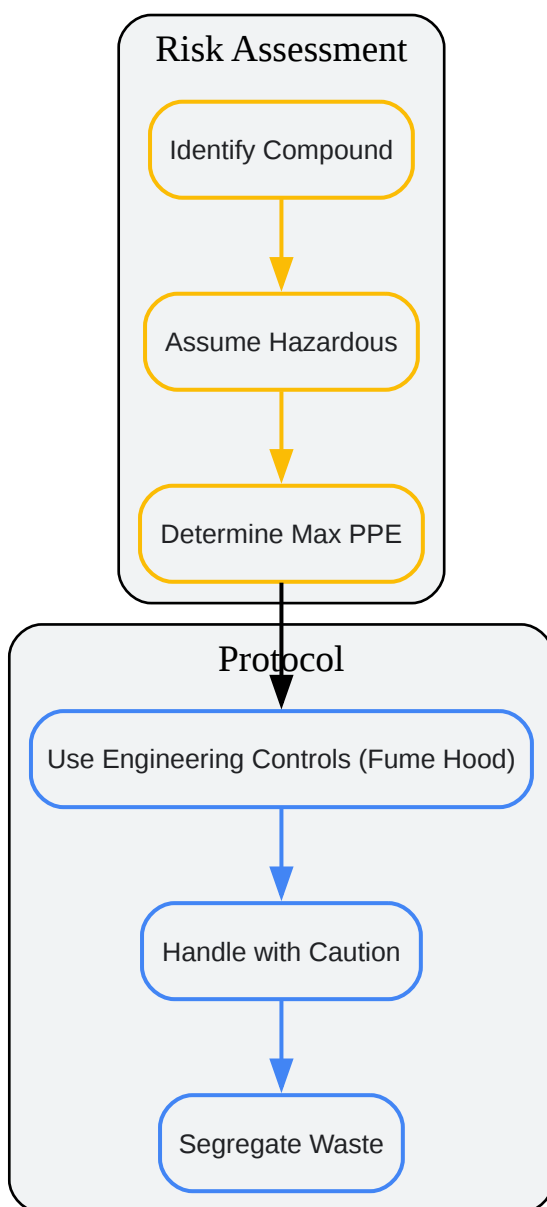 Risk Assessment
Identify Compound
Assume Hazardous
Determine Max PPE
Protocol
Use Engineering Controls (Fume Hood)
Handle with Caution
Segregate Waste